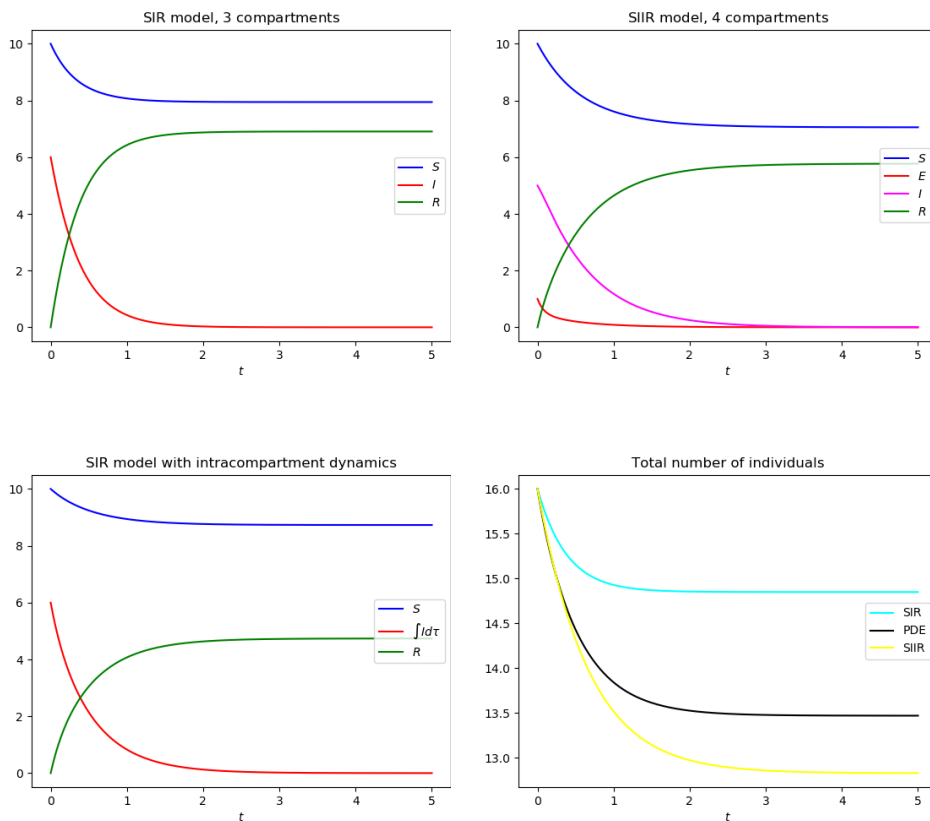 SIR model, 3 compartments
10
8
6
4
2
0
S
I
R
0 1 2 3 4 5
t
SIIR model, 4 compartments
10
8
6
4
2
0
S
E
I
R
0 1 2 3 4 5
t
SIR model with intracompartment dynamics
10
8
6
4
2
0
S
∫Idτ
R
0 1 2 3 4 5
t
Total number of individuals
16.0
15.5
15.0
14.5
14.0
13.5
13.0
SIR
PDE
SIIR
0 1 2 3 4 5
t